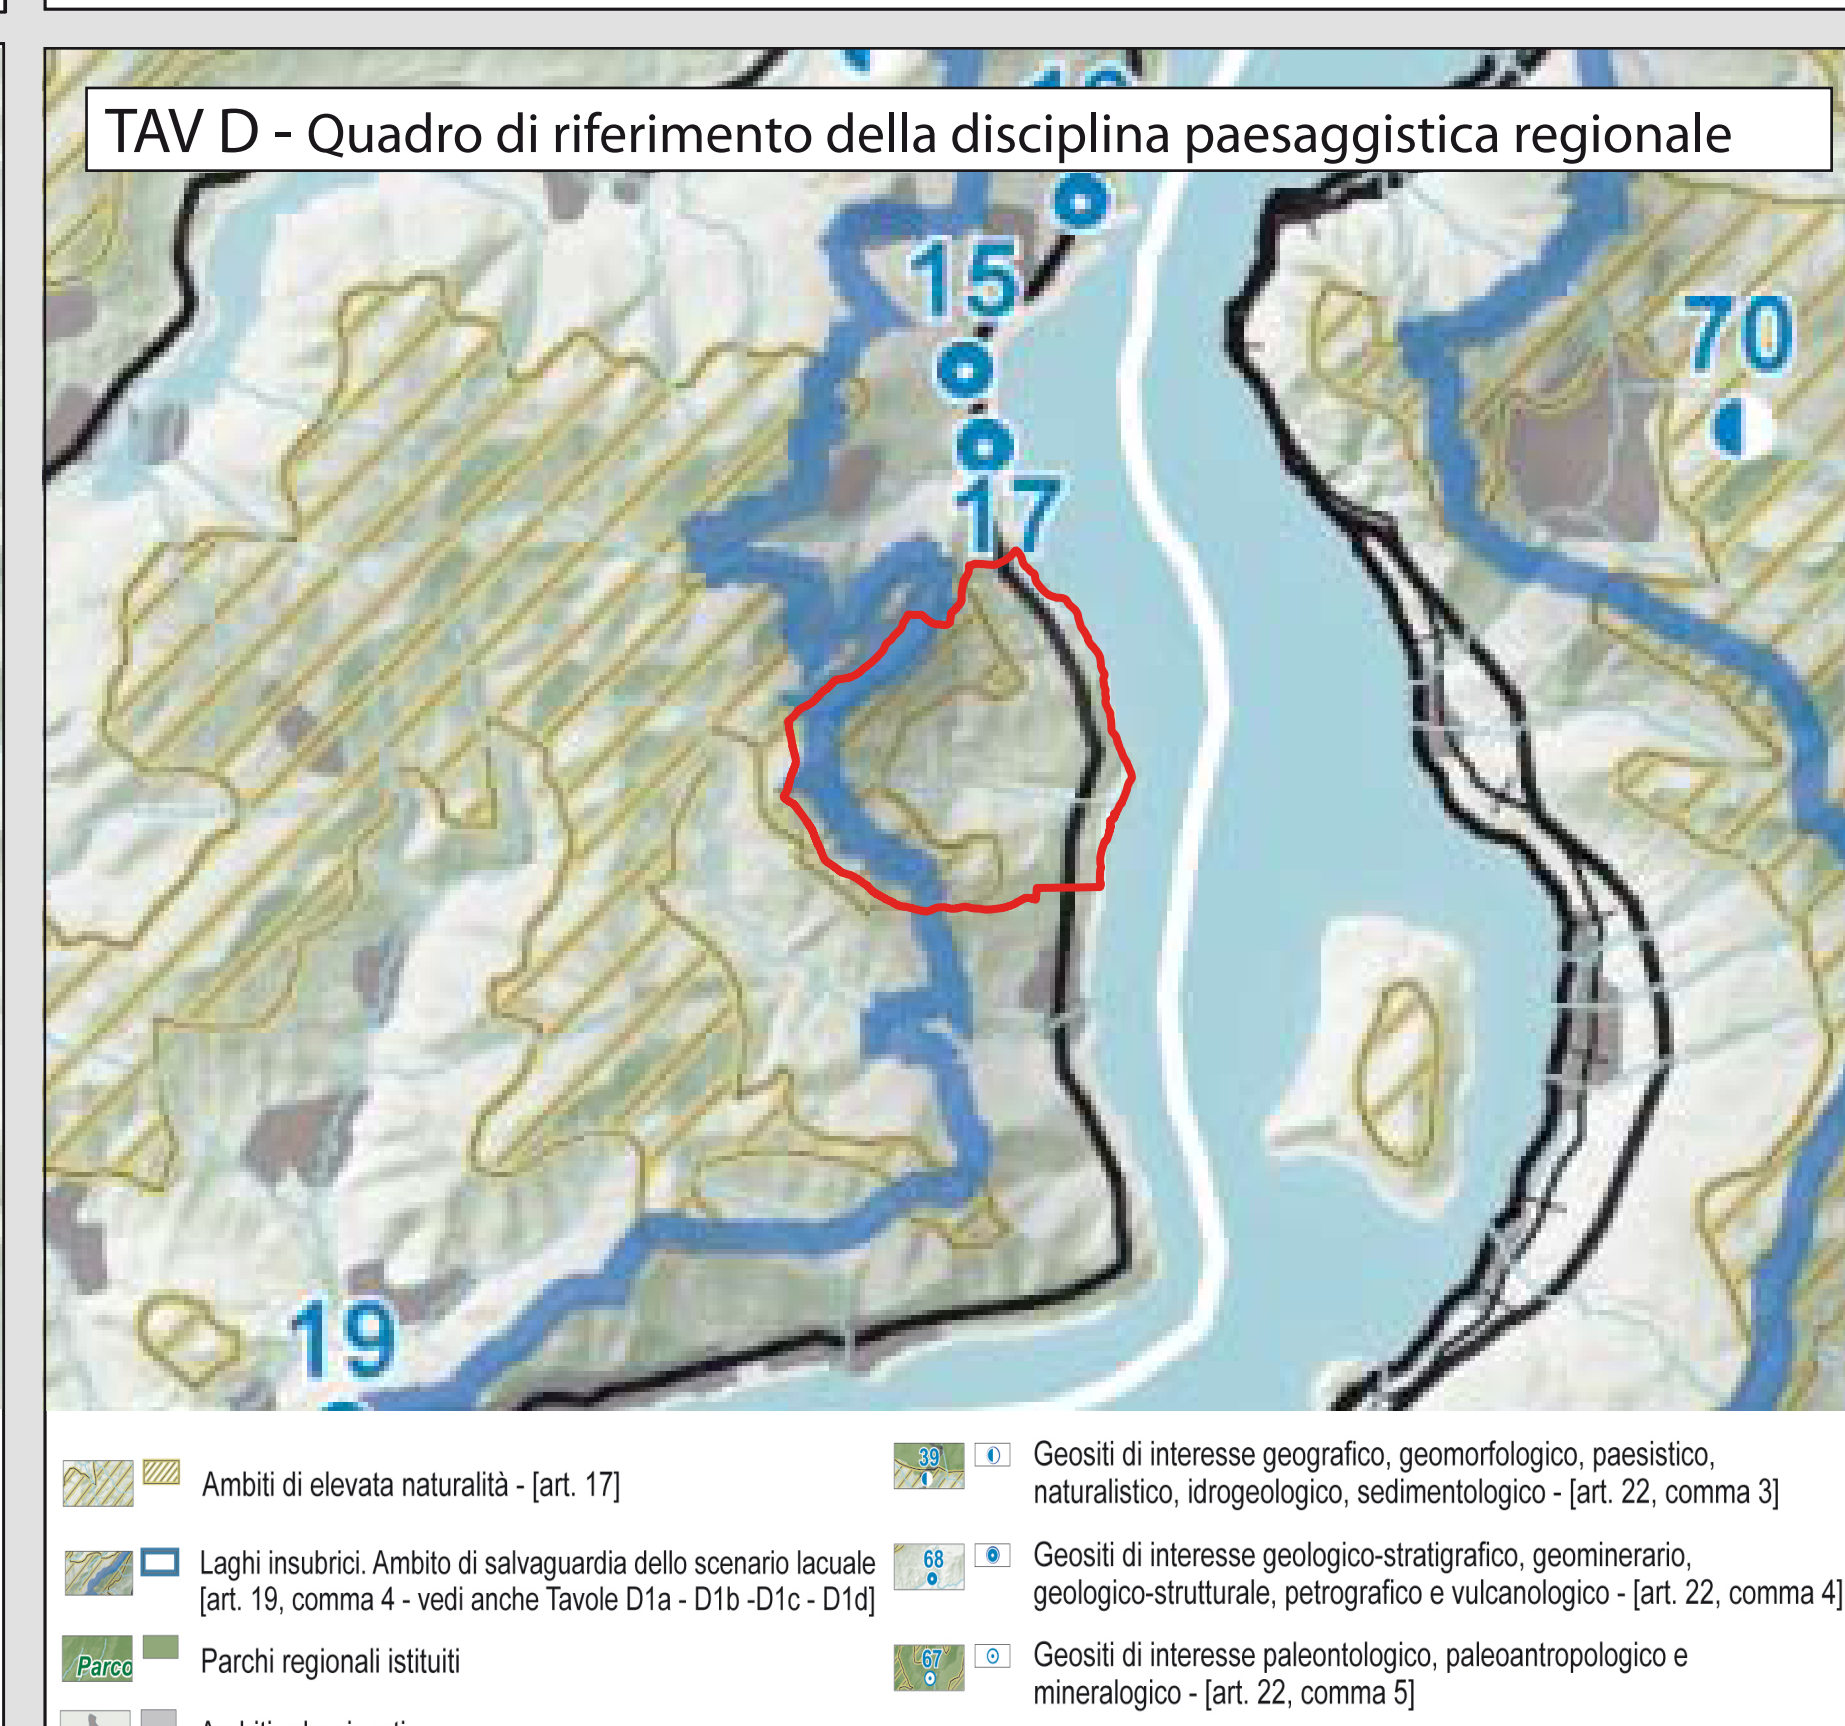 TAV D - Quadro di riferimento della disciplina paesaggistica regionale
15
70
17
19
Ambiti di elevata naturalità - [art. 17]
Laghi insubrici. Ambito di salvaguardia dello scenario lacuale
[art. 19, comma 4 - vedi anche Tavole D1a - D1b -D1c - D1d]
Parco
Parchi regionali istituiti
39
Geositi di interesse geografico, geomorfologico, paesistico,
naturalistico, idrogeologico, sedimentologico - [art. 22, comma 3]
68
Geositi di interesse geologico-stratigrafico, geominerario,
geologico-strutturale, petrografico e vulcanologico - [art. 22, comma 4]
67
Geositi di interesse paleontologico, paleoantropologico e
mineralogico - [art. 22, comma 5]